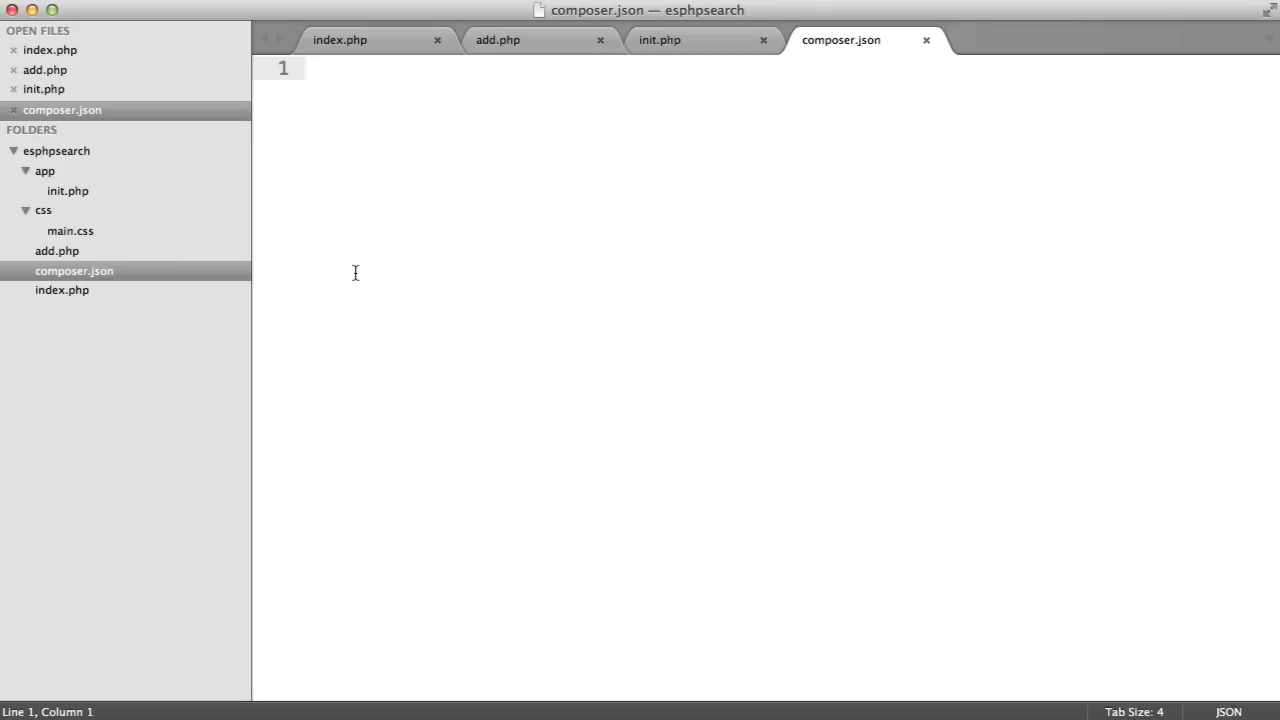 composer.json — esphpsearch
OPEN FILES
index.php
add.php
init.php
composer.json
FOLDERS
esphpsearch
app
init.php
css
main.css
add.php
composer.json
index.php
index.php
add.php
init.php
composer.json
1
Line 1, Column 1
Tab Size: 4
JSON